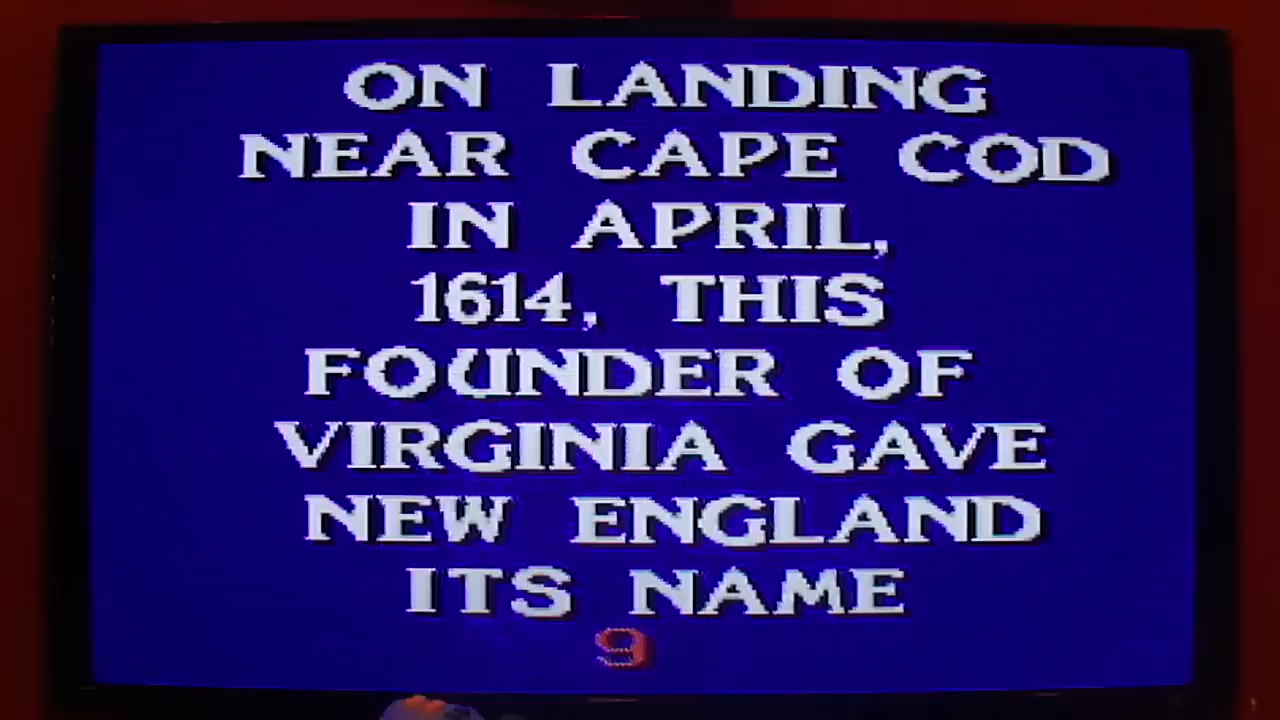 ON LANDING
NEAR CAPE COD
IN APRIL,
1614, THIS
FOUNDER OF
VIRGINIA GAVE
NEW ENGLAND
ITS NAME
9